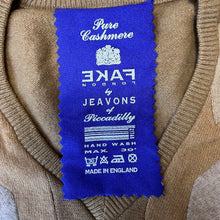 Pure
Cashmere
FAKE
LONDON
by
JEAVONS
of
Piccadilly
HAND WASH
MAX. 30°
MADE IN ENGLAND